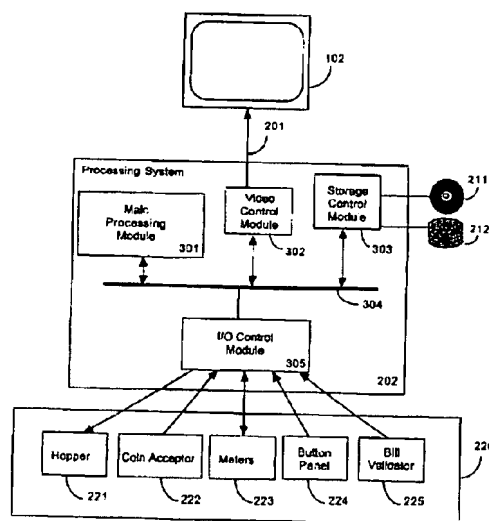 102
201
Processing System
Main
Processing
Module
301
Video
Control
Module
302
Storage
Control
Module
303
211
212
304
I/O Control
Module
305
202
220
Hopper
Coin Acceptor
Meters
Button
Panel
Bill
Validator
221
222
223
224
225